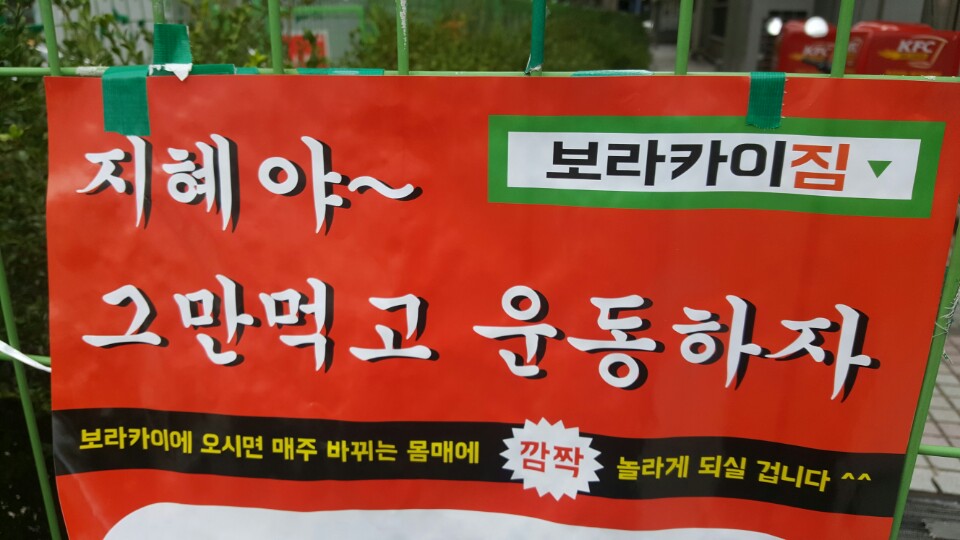 KFC
지혜야~
보라카이짐
그만먹고 운동하자
보라카이에 오시면 매주 바뀌는 몸매에 깜짝 놀라게 되실 겁니다 ^^